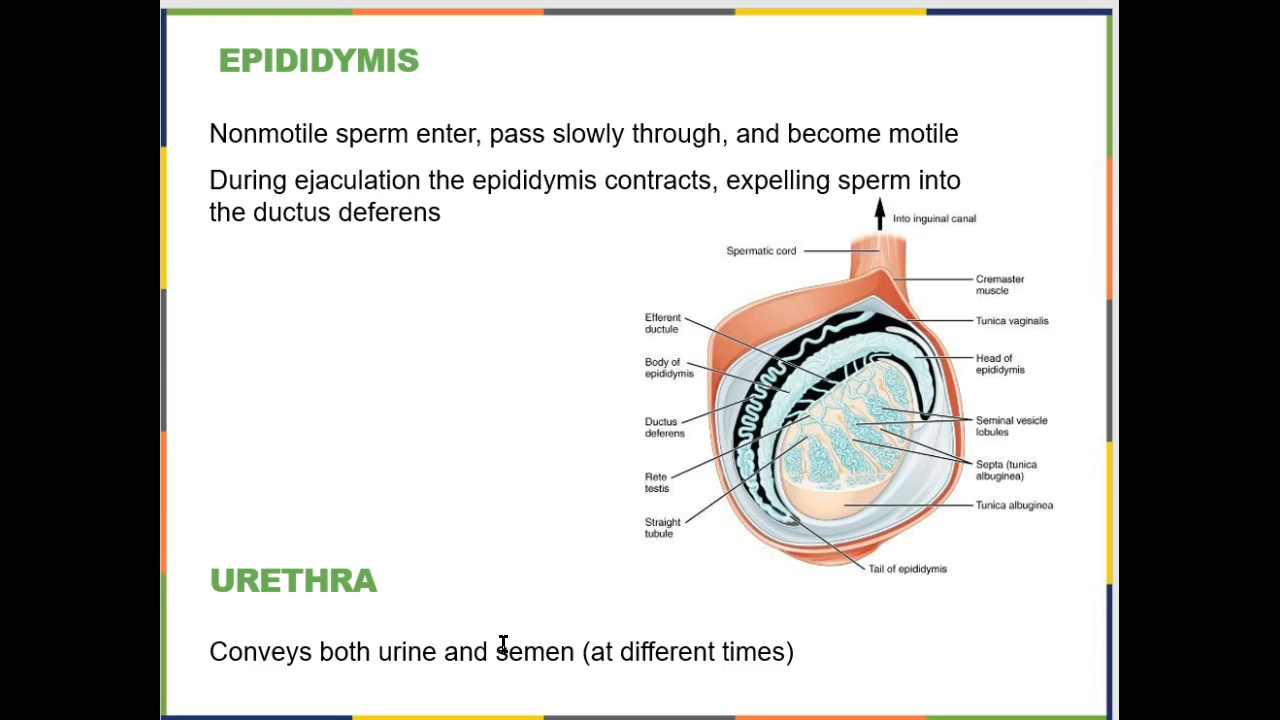 EPIDIDYMIS
Nonmotile sperm enter, pass slowly through, and become motile
During ejaculation the epididymis contracts, expelling sperm into
the ductus deferens
Into inguinal canal
Spermatic cord
Cremaster
muscle
Efferent
ductule
Tunica vaginalis
Body of
epididymis
Head of
epididymis
Ductus
deferens
Seminal vesicle
lobules
Rete
testis
Septa (tunica
albuginea)
Tunica albuginea
Straight
tubule
Tail of epididymis
URETHRA
Conveys both urine and semen (at different times)